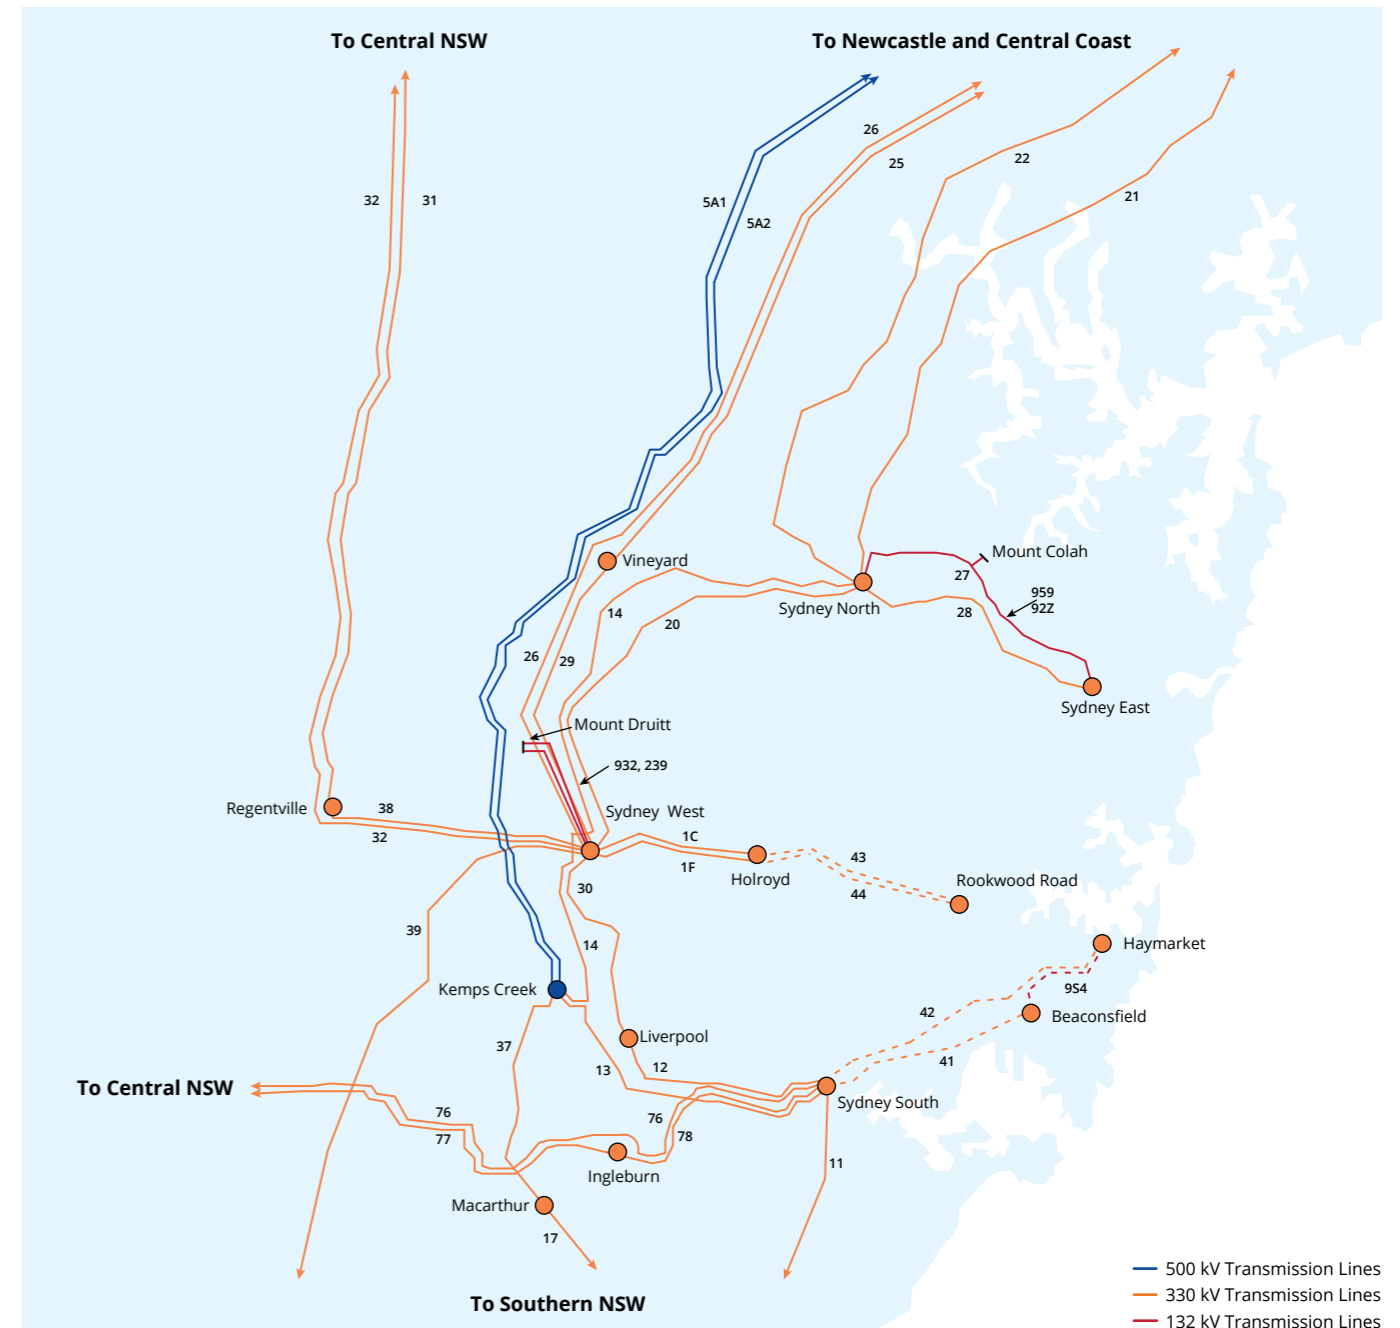 To Central NSW
To Newcastle and Central Coast
26
25
22
32
31
5A1
5A2
21
Vineyard
Mount Colah
27
959
92Z
Sydney North
14
20
28
26
29
Sydney East
Mount Druitt
932, 239
Regentville
38
32
Sydney West
1C
1F
Holroyd
43
44
Rookwood Road
30
39
14
Haymarket
Kemps Creek
9S4
42
Beaconsfield
37
Liverpool
13
12
41
To Central NSW
Sydney South
76
77
76
78
Ingleburn
11
Macarthur
17
500 kV Transmission Lines
330 kV Transmission Lines
132 kV Transmission Lines
To Southern NSW